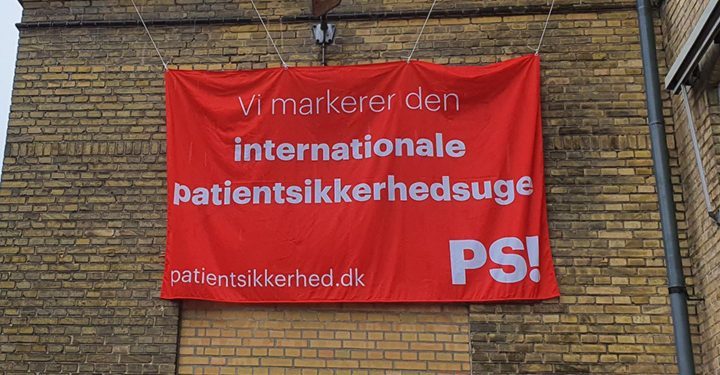 Vi markerer den
internationale
patientsikkerhedsuge
patientsikkerhed.dk
PS!